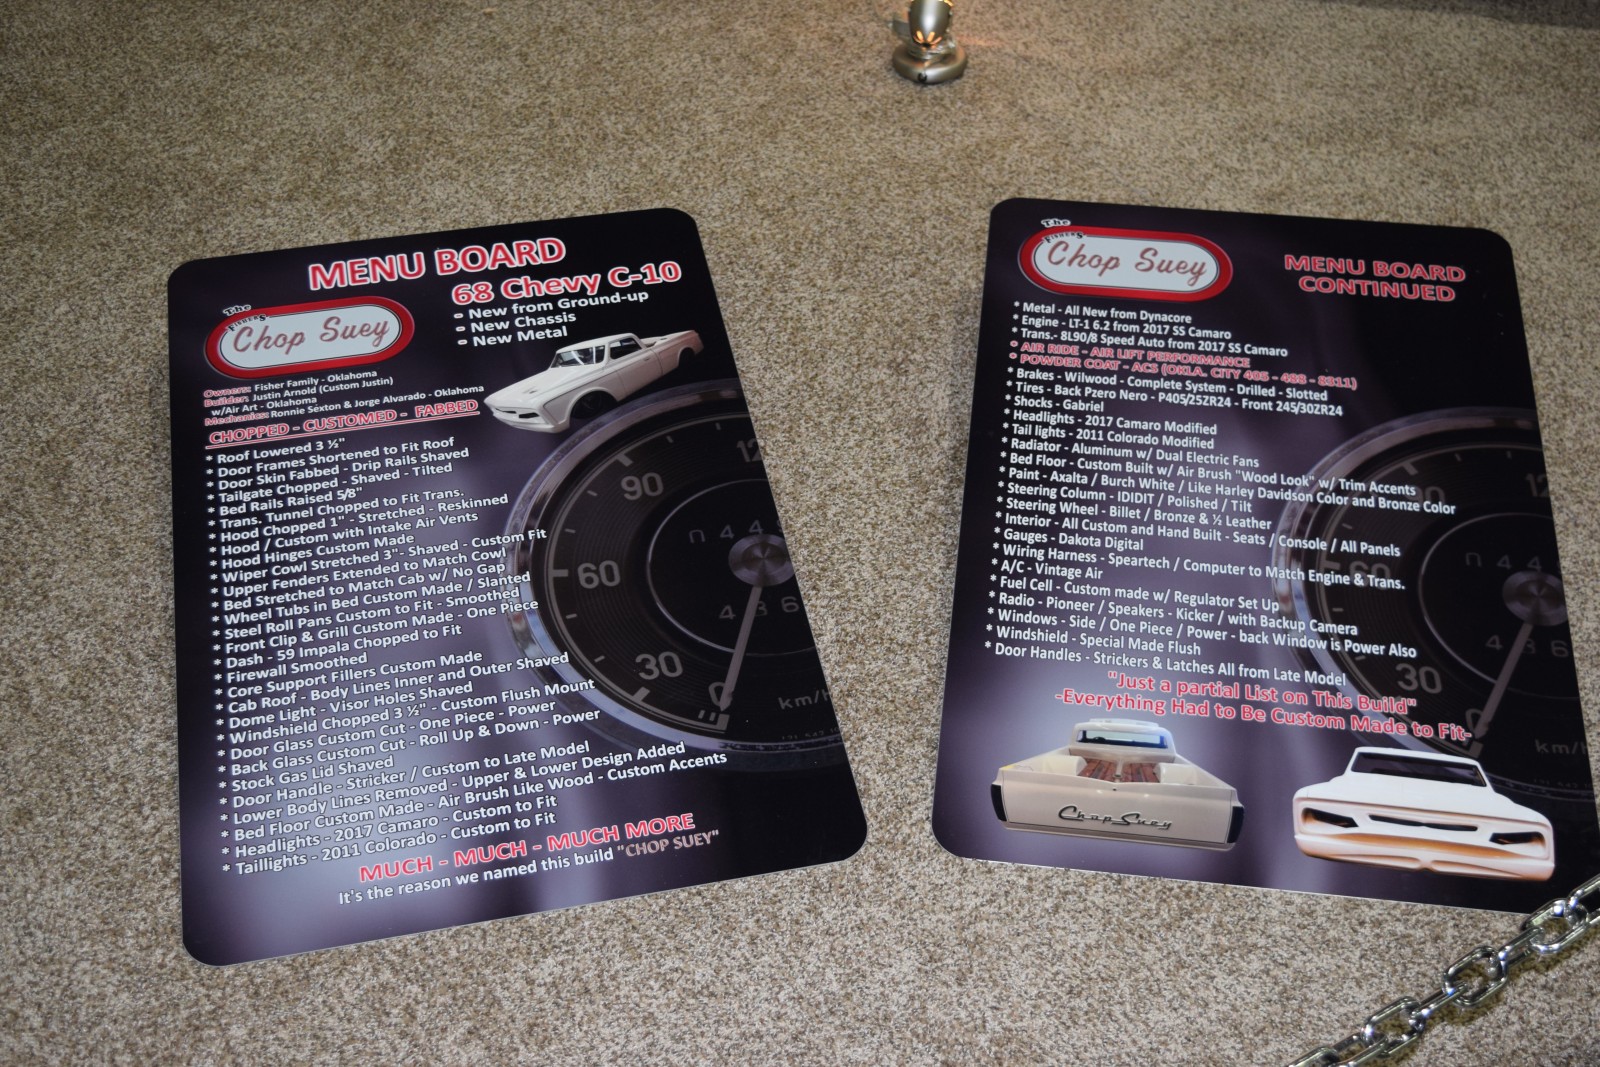 MENU BOARD
68 Chevy C-10
- New from Ground-up
- New Chassis
- New Metal
The
FISHER'S
Chop Suey
Owners: Fisher Family - Oklahoma
Builder: Justin Arnold (Custom Justin)
w/Air Art - Oklahoma
Mechanics: Ronnie Sexton & Jorge Alvarado - Oklahoma
CHOPPED - CUSTOMED - FABBED
* Roof Lowered 3 ½"
* Door Frames Shortened to Fit Roof
* Door Skin Fabbed - Drip Rails Shaved
* Tailgate Chopped - Shaved - Tilted
* Bed Rails Raised 5/8"
* Trans. Tunnel Chopped to Fit Trans.
* Hood Chopped 1" - Stretched - Reskinned
* Hood / Custom with Intake Air Vents
* Hood Hinges Custom Made
* Wiper Cowl Stretched 3"- Shaved - Custom Fit
* Upper Fenders Extended to Match Cowl
* Bed Stretched to Match Cab w/ No Gap
* Wheel Tubs in Bed Custom Made / Slanted
* Steel Roll Pans Custom to Fit - Smoothed
* Front Clip & Grill Custom Made - One Piece
* Dash - 59 Impala Chopped to Fit
* Firewall Smoothed
* Core Support Fillers Custom Made
* Cab Roof - Body Lines Inner and Outer Shaved
* Dome Light - Visor Holes Shaved
* Windshield Chopped 3 ½" - Custom Flush Mount
* Door Glass Custom Cut - One Piece - Power
* Back Glass Custom Cut - Roll Up & Down - Power
* Stock Gas Lid Shaved
* Door Handle - Stricker / Custom to Late Model
* Lower Body Lines Removed - Upper & Lower Design Added
* Bed Floor Custom Made - Air Brush Like Wood - Custom Accents
* Headlights - 2017 Camaro - Custom to Fit
* Taillights - 2011 Colorado - Custom to Fit
MUCH - MUCH - MUCH MORE
It's the reason we named this build "CHOP SUEY"
90
60
30
0
km/h
The
FISHER'S
Chop Suey
MENU BOARD
CONTINUED
* Metal - All New from Dynacore
* Engine - LT-1 6.2 from 2017 SS Camaro
* Trans.- 8L90/8 Speed Auto from 2017 SS Camaro
* AIR RIDE - AIR LIFT PERFORMANCE
* POWDER COAT - ACS (OKLA. CITY 405 - 488 - 8311)
* Brakes - Wilwood - Complete System - Drilled - Slotted
* Tires - Back Pzero Nero - P405/25ZR24 - Front 245/30ZR24
* Shocks - Gabriel
* Headlights - 2017 Camaro Modified
* Tail lights - 2011 Colorado Modified
* Radiator - Aluminum w/ Dual Electric Fans
* Bed Floor - Custom Built w/ Air Brush "Wood Look" w/ Trim Accents
* Paint - Axalta / Burch White / Like Harley Davidson Color and Bronze Color
* Steering Column - IDIDIT / Polished / Tilt
* Steering Wheel - Billet / Bronze & ½ Leather
* Interior - All Custom and Hand Built - Seats / Console / All Panels
* Gauges - Dakota Digital
* Wiring Harness - Speartech / Computer to Match Engine & Trans.
* A/C - Vintage Air
* Fuel Cell - Custom made w/ Regulator Set Up
* Radio - Pioneer / Speakers - Kicker / with Backup Camera
* Windows - Side / One Piece / Power - back Window is Power Also
* Windshield - Special Made Flush
* Door Handles - Strickers & Latches All from Late Model
"Just a partial List on This Build"
-Everything Had to Be Custom Made to Fit-
30
km/h
Chop Suey